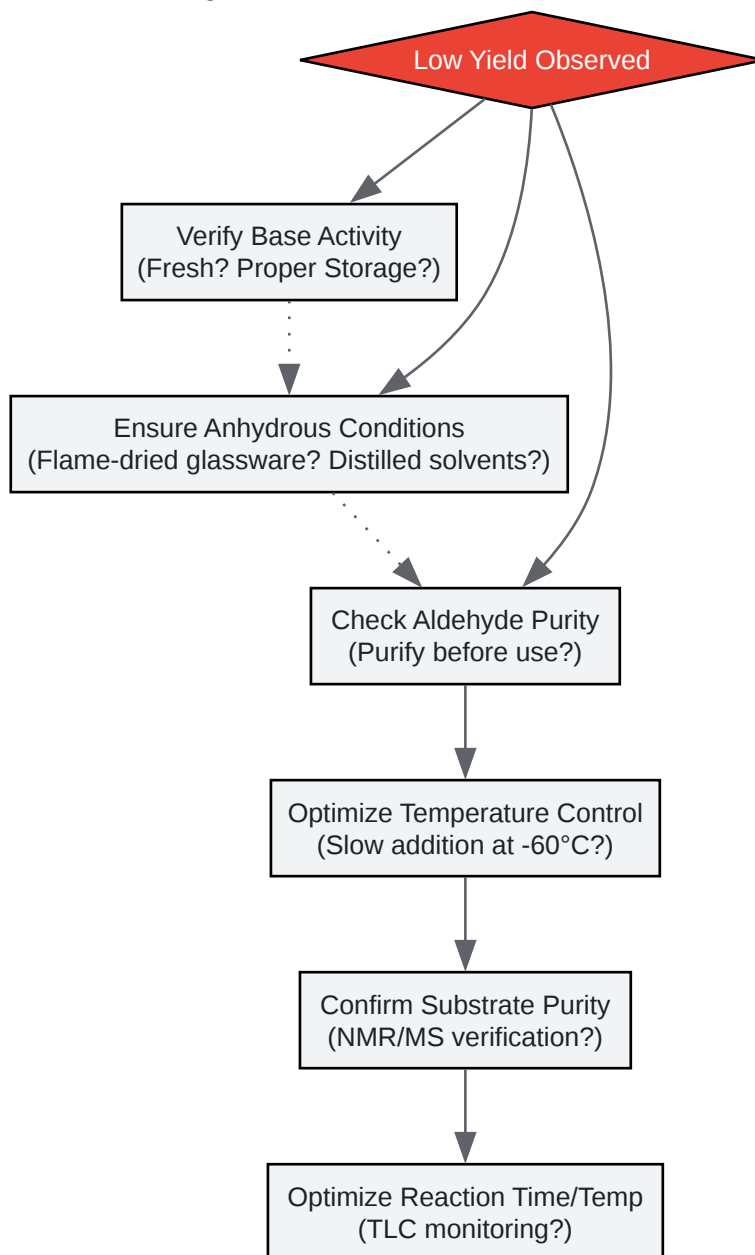 Low Yield Observed
Verify Base Activity
(Fresh? Proper Storage?)
Ensure Anhydrous Conditions
(Flame-dried glassware? Distilled solvents?)
Check Aldehyde Purity
(Purify before use?)
Optimize Temperature Control
(Slow addition at -60°C?)
Confirm Substrate Purity
(NMR/MS verification?)
Optimize Reaction Time/Temp
(TLC monitoring?)